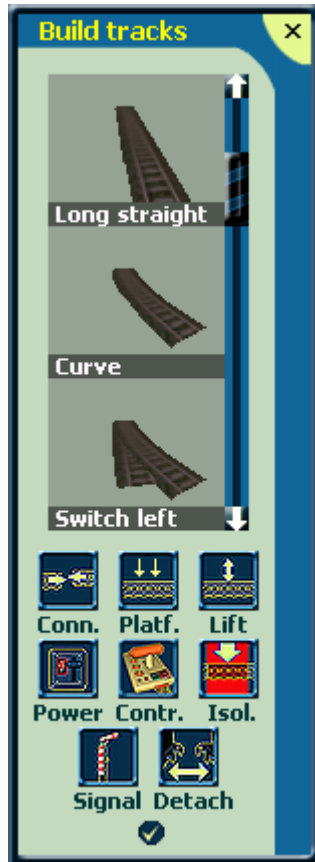 Build tracks
Long straight
Curve
Switch left
Conn. Platf. Lift
Power Contr. Isol.
Signal Detach